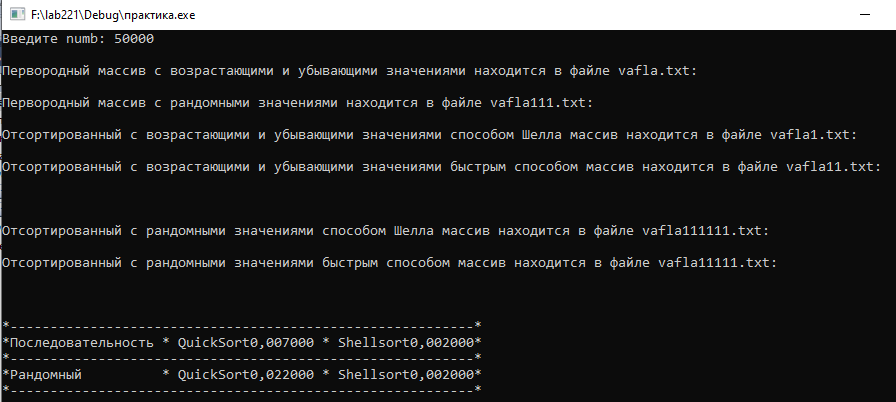 F:\lab221\Debug\практика.exe
Введите numb: 50000
Первородный массив с возрастающими и убывающими значениями находится в файле vafla.txt:
Первородный массив с рандомными значениями находится в файле vafla111.txt:
Отсортированный с возрастающими и убывающими значениями способом Шелла массив находится в файле vafla1.txt:
Отсортированный с возрастающими и убывающими значениями быстрым способом массив находится в файле vafla11.txt:
Отсортированный с рандомными значениями способом Шелла массив находится в файле vafla111111.txt:
Отсортированный с рандомными значениями быстрым способом массив находится в файле vafla11111.txt:
*----------------------------------------------------------*
*Последовательность * QuickSort0,007000 * Shellsort0,002000*
*----------------------------------------------------------*
*Рандомный          * QuickSort0,022000 * Shellsort0,002000*
*----------------------------------------------------------*